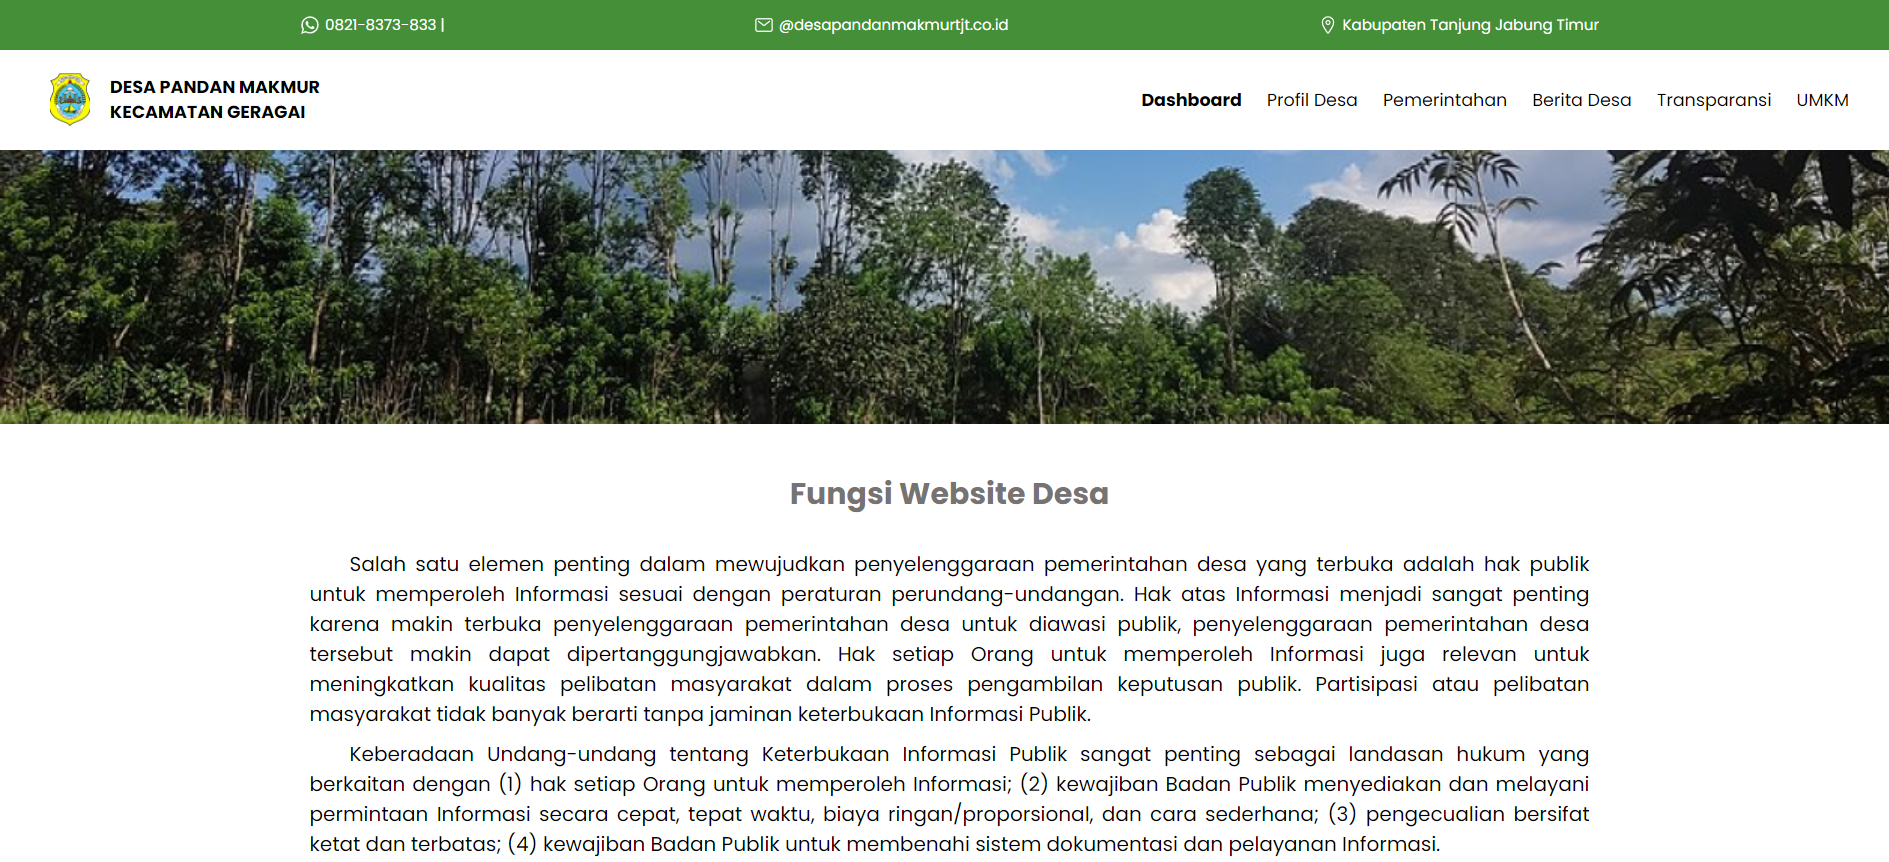 0821-8373-833 |
@desapandanmakmurtjt.co.id
Kabupaten Tanjung Jabung Timur
DESA PANDAN MAKMUR
KECAMATAN GERAGAI
Dashboard
Profil Desa
Pemerintahan
Berita Desa
Transparansi
UMKM
Fungsi Website Desa
Salah satu elemen penting dalam mewujudkan penyelenggaraan pemerintahan desa yang terbuka adalah hak publik
untuk memperoleh Informasi sesuai dengan peraturan perundang-undangan. Hak atas Informasi menjadi sangat penting
karena makin terbuka penyelenggaraan pemerintahan desa untuk diawasi publik, penyelenggaraan pemerintahan desa
tersebut makin dapat dipertanggungjawabkan. Hak setiap Orang untuk memperoleh Informasi juga relevan untuk
meningkatkan kualitas pelibatan masyarakat dalam proses pengambilan keputusan publik. Partisipasi atau pelibatan
masyarakat tidak banyak berarti tanpa jaminan keterbukaan Informasi Publik.
Keberadaan Undang-undang tentang Keterbukaan Informasi Publik sangat penting sebagai landasan hukum yang
berkaitan dengan (1) hak setiap Orang untuk memperoleh Informasi; (2) kewajiban Badan Publik menyediakan dan melayani
permintaan Informasi secara cepat, tepat waktu, biaya ringan/proporsional, dan cara sederhana; (3) pengecualian bersifat
ketat dan terbatas; (4) kewajiban Badan Publik untuk membenahi sistem dokumentasi dan pelayanan Informasi.